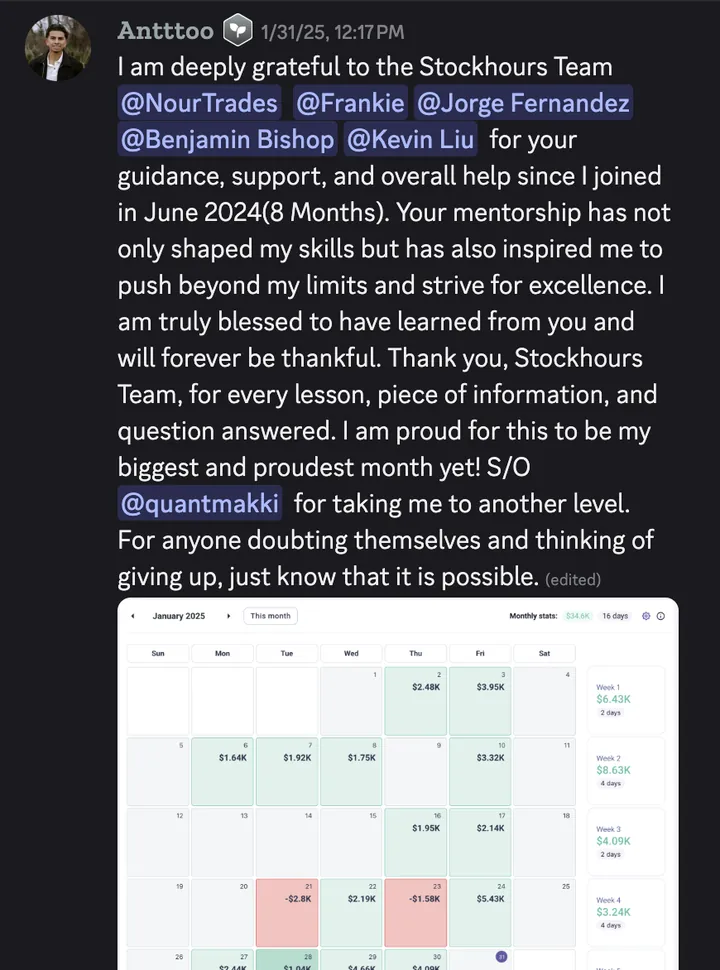 Antttoo 1/31/25, 12:17 PM
I am deeply grateful to the Stockhours Team
@NourTrades @Frankie @Jorge Fernandez
@Benjamin Bishop @Kevin Liu for your
guidance, support, and overall help since I joined
in June 2024(8 Months). Your mentorship has not
only shaped my skills but has also inspired me to
push beyond my limits and strive for excellence. I
am truly blessed to have learned from you and
will forever be thankful. Thank you, Stockhours
Team, for every lesson, piece of information, and
question answered. I am proud for this to be my
biggest and proudest month yet! S/O
@quantmakki for taking me to another level.
For anyone doubting themselves and thinking of
giving up, just know that it is possible. (edited)
January 2025 This month Monthly stats: $34.6K 16 days
Sun Mon Tue Wed Thu Fri Sat
1 2 3 4
$2.48K $3.95K
Week 1
$6.43K
2 days
5 6 7 8 9 10 11
$1.64K $1.92K $1.75K $3.32K
Week 2
$8.63K
4 days
12 13 14 15 16 17 18
$1.95K $2.14K
Week 3
$4.09K
2 days
19 20 21 22 23 24 25
-$2.8K $2.19K -$1.58K $5.43K
Week 4
$3.24K
4 days
26 27 28 29 30 31
$2.44K $1.04K $4.66K $4.09K